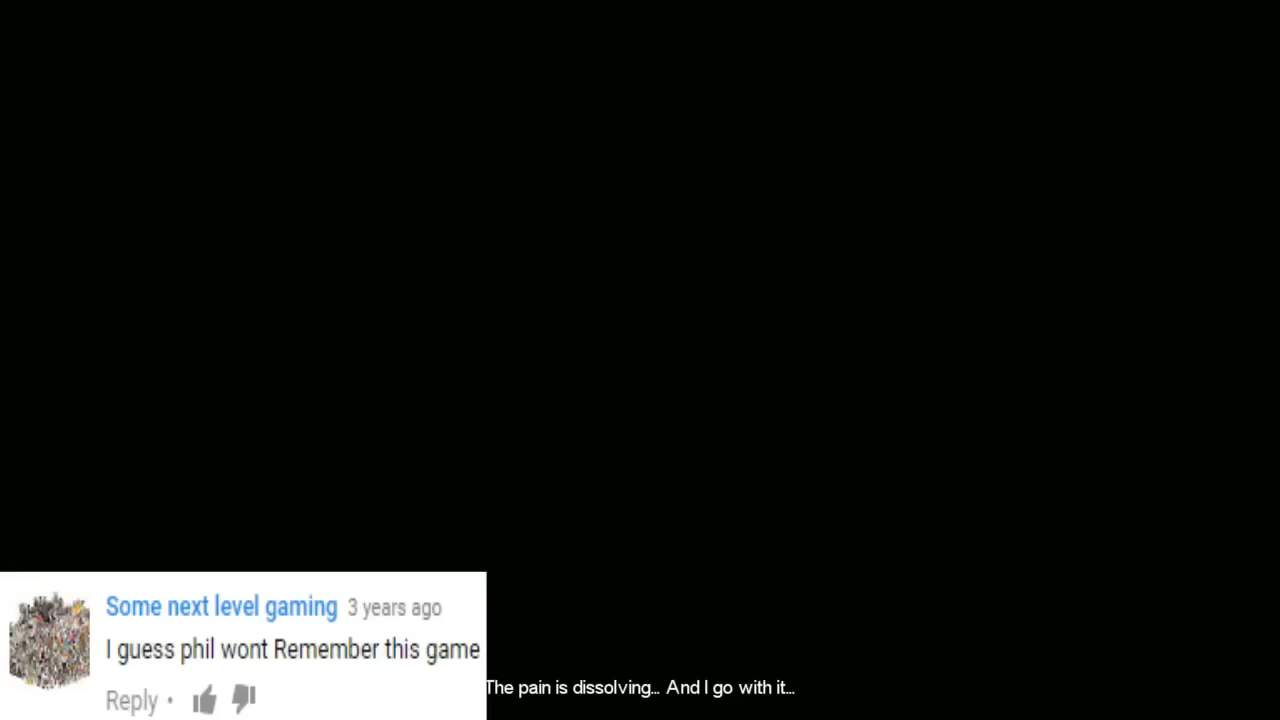 Some next level gaming 3 years ago
I guess phil wont Remember this game
Reply •
The pain is dissolving... And I go with it...